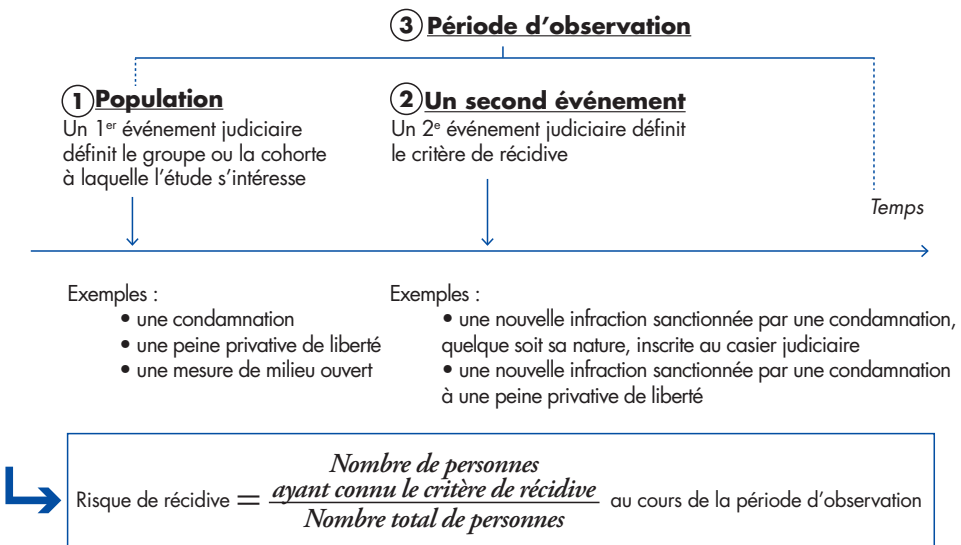 ③ Période d'observation
① Population
Un 1er événement judiciaire
définit le groupe ou la cohorte
à laquelle l'étude s'intéresse
② Un second événement
Un 2e événement judiciaire définit
le critère de récidive
Temps
Exemples :
• une condamnation
• une peine privative de liberté
• une mesure de milieu ouvert
Exemples :
• une nouvelle infraction sanctionnée par une condamnation,
quelque soit sa nature, inscrite au casier judiciaire
• une nouvelle infraction sanctionnée par une condamnation
à une peine privative de liberté
Nombre de personnes
Risque de récidive = ayant connu le critère de récidive au cours de la période d'observation
Nombre total de personnes